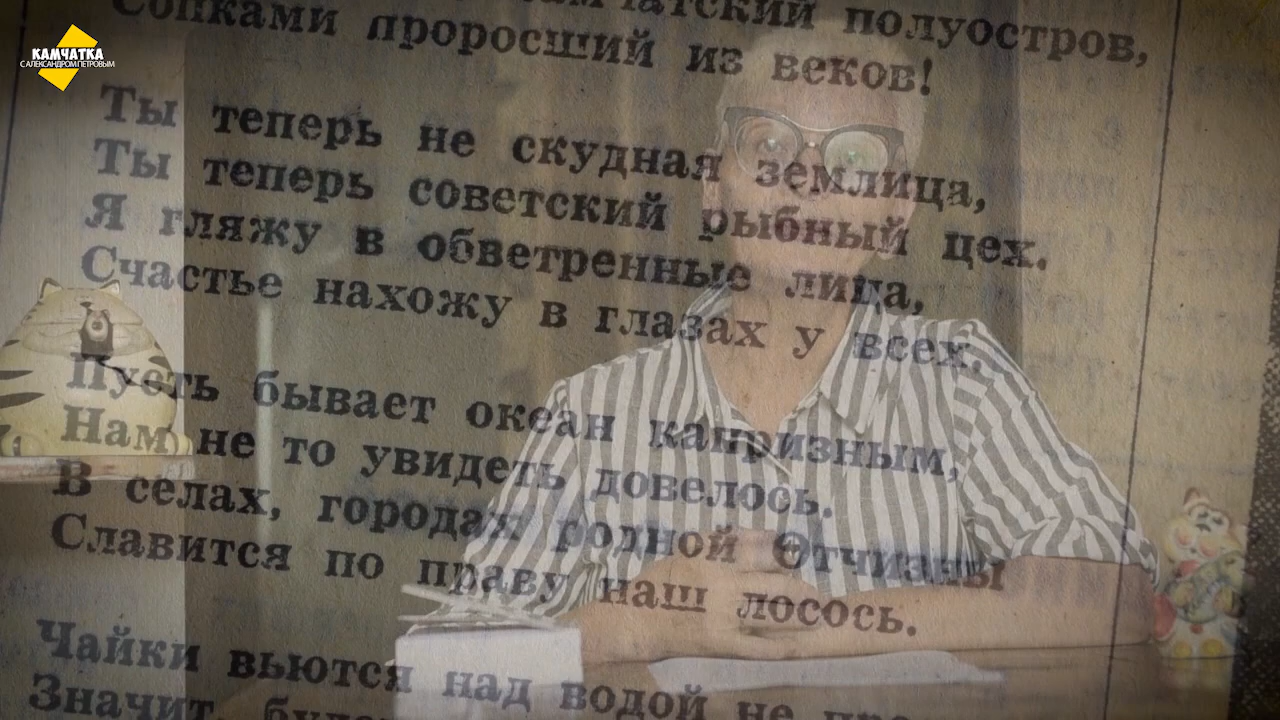 КАМЧАТКА
С АЛЕКСАНДРОМ ПЕТРОВЫМ
полуостров,
Сопками проросший из веков!
Ты теперь не скудная землица,
Ты теперь советский рыбный цех.
Я гляжу в обветренные лица,
Счастье нахожу в глазах у всех.
Пусть бывает океан капризным,
Нам не то увидеть довелось.
В селах, городах родной Отчизны
Славится по праву наш лосось.
Чайки вьются над водой не
Значит,